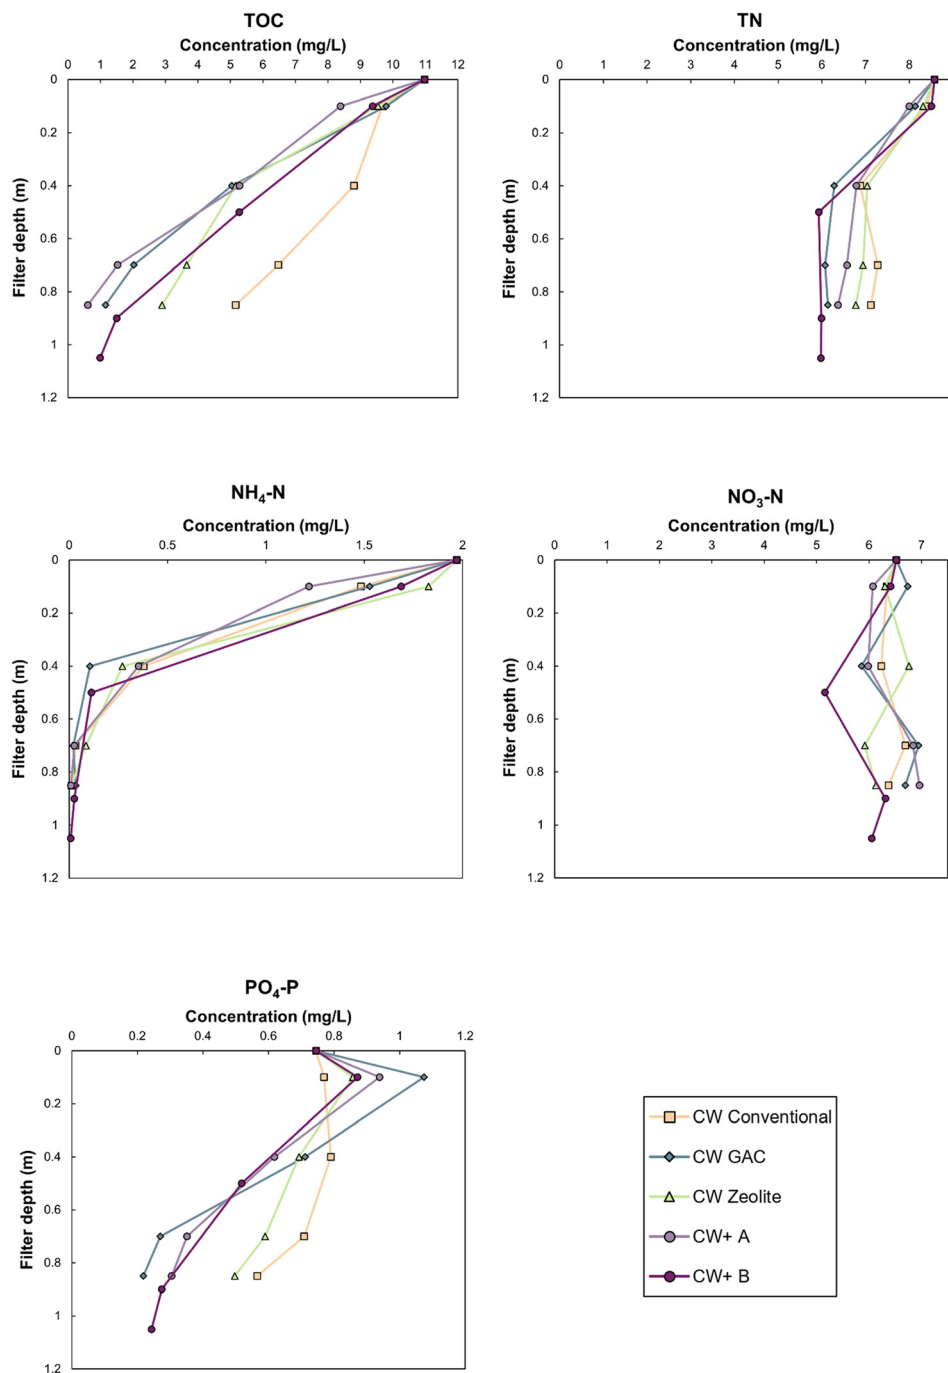 TOC
Concentration (mg/L)
0 1 2 3 4 5 6 7 8 9 10 11 12
0
0.2
0.4
0.6
0.8
1
1.2
Filter depth (m)
TN
Concentration (mg/L)
0 1 2 3 4 5 6 7 8
0
0.2
0.4
0.6
0.8
1
1.2
Filter depth (m)
NH₄-N
Concentration (mg/L)
0 0.5 1 1.5 2
0
0.2
0.4
0.6
0.8
1
1.2
Filter depth (m)
NO₃-N
Concentration (mg/L)
0 1 2 3 4 5 6 7
0
0.2
0.4
0.6
0.8
1
1.2
Filter depth (m)
PO₄-P
Concentration (mg/L)
0 0.2 0.4 0.6 0.8 1 1.2
0
0.2
0.4
0.6
0.8
1
1.2
Filter depth (m)
CW Conventional
CW GAC
CW Zeolite
CW+ A
CW+ B